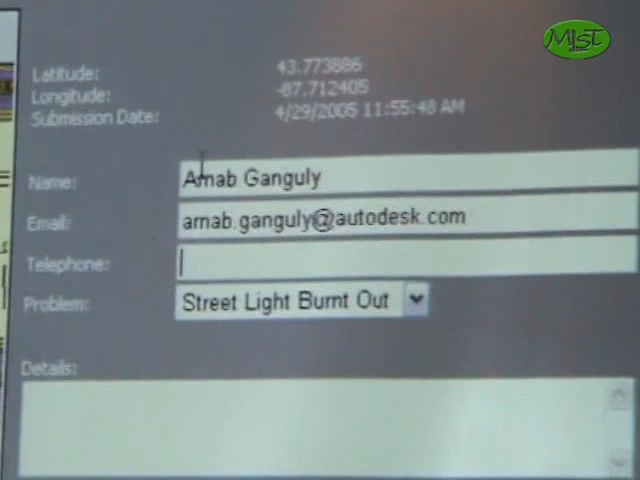 MIST
Latitude: 43.773886
Longitude: -87.712405
Submission Date: 4/29/2005 11:55:48 AM
Name: Arnab Ganguly
Email: arnab.ganguly@autodesk.com
Telephone:
Problem: Street Light Burnt Out
Details: